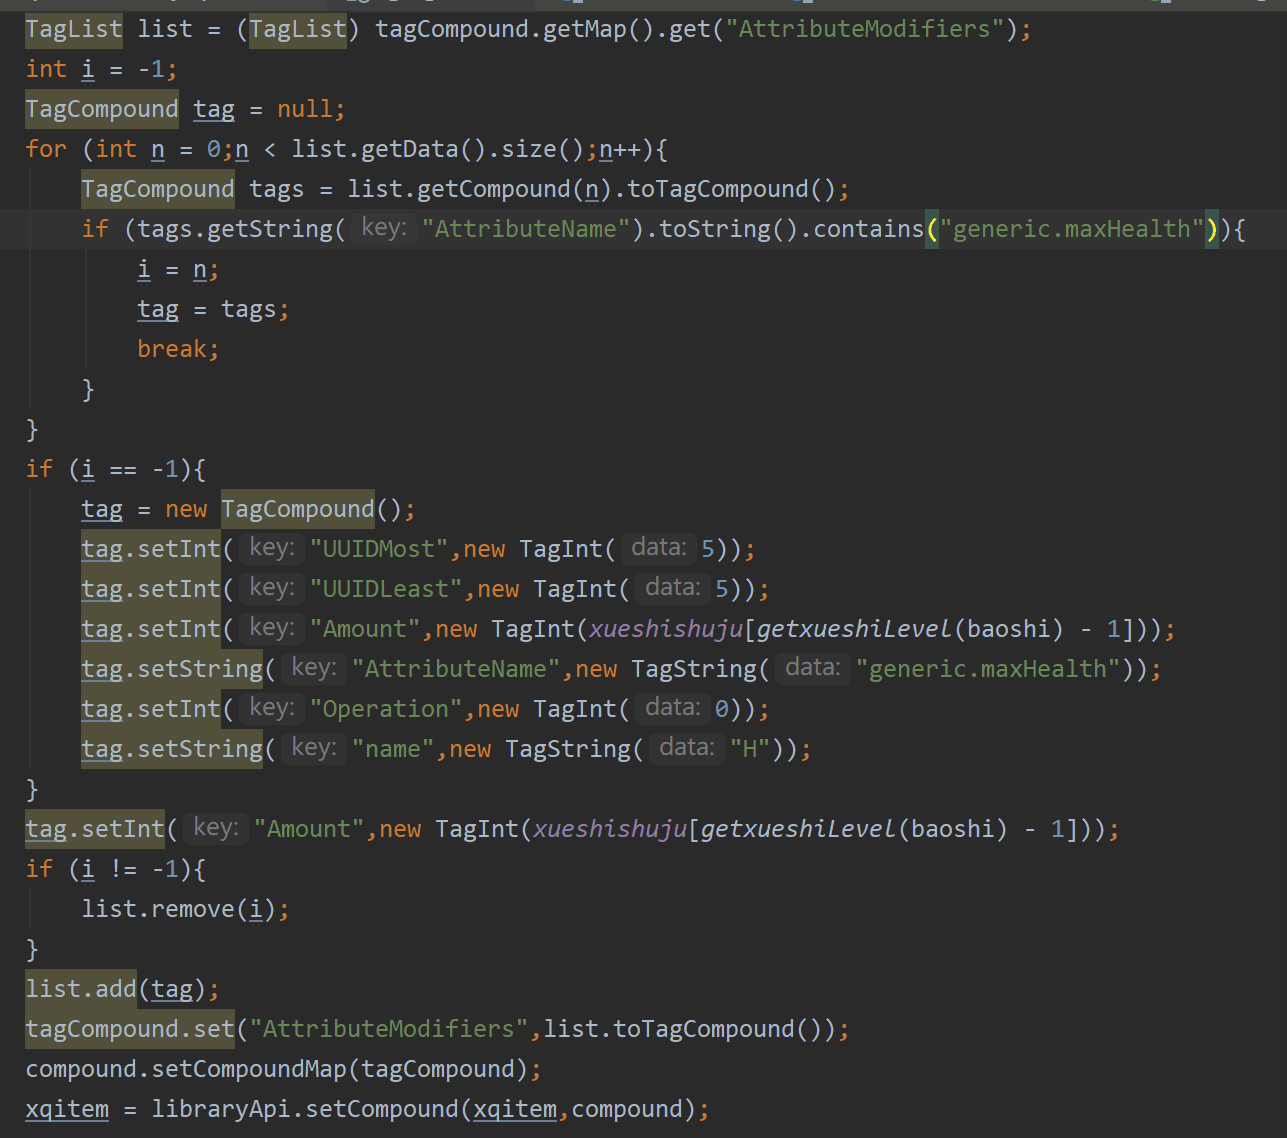 TagList list = (TagList) tagCompound.getMap().get("AttributeModifiers");
int i = -1;
TagCompound tag = null;
for (int n = 0;n < list.getData().size();n++){
TagCompound tags = list.getCompound(n).toTagCompound();
if (tags.getString( key: "AttributeName").toString().contains("generic.maxHealth")){
i = n;
tag = tags;
break;
}
}
if (i == -1){
tag = new TagCompound();
tag.setInt( key: "UUIDMost",new TagInt( data: 5));
tag.setInt( key: "UUIDLeast",new TagInt( data: 5));
tag.setInt( key: "Amount",new TagInt(xueshishuju[getxueshiLevel(baoshi) - 1]));
tag.setString( key: "AttributeName",new TagString( data: "generic.maxHealth"));
tag.setInt( key: "Operation",new TagInt( data: 0));
tag.setString( key: "name",new TagString( data: "H"));
}
tag.setInt( key: "Amount",new TagInt(xueshishuju[getxueshiLevel(baoshi) - 1]));
if (i != -1){
list.remove(i);
}
list.add(tag);
tagCompound.set("AttributeModifiers",list.toTagCompound());
compound.setCompoundMap(tagCompound);
xqitem = libraryApi.setCompound(xqitem,compound);